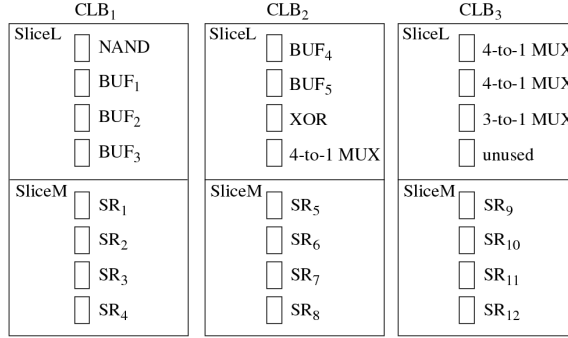 CLB₁ CLB₂ CLB₃
SliceL SliceL SliceL
NAND BUF₄ 4-to-1 MUX
BUF₁ BUF₅ 4-to-1 MUX
BUF₂ XOR 3-to-1 MUX
BUF₃ 4-to-1 MUX unused
SliceM SliceM SliceM
SR₁ SR₅ SR₉
SR₂ SR₆ SR₁₀
SR₃ SR₇ SR₁₁
SR₄ SR₈ SR₁₂